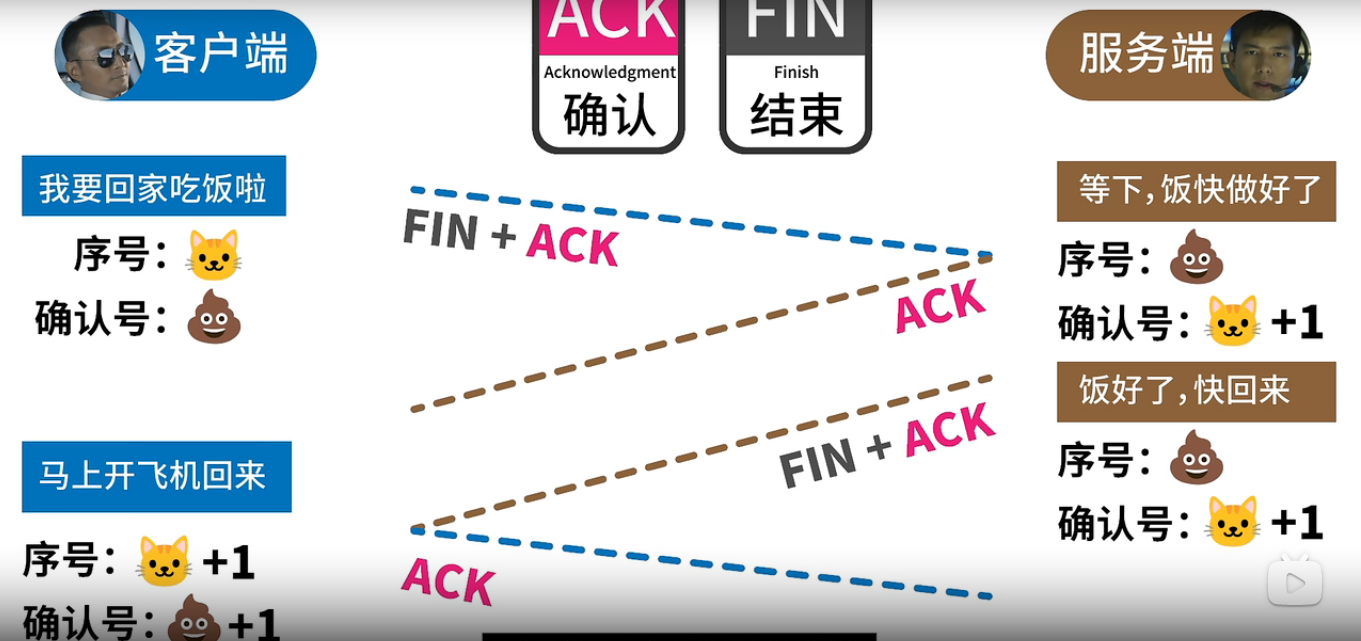 客户端
ACK
Acknowledgment
确认
FIN
Finish
结束
服务端
我要回家吃饭啦
序号：
确认号：
FIN + ACK
等下，饭快做好了
序号：
确认号： +1
ACK
饭好了，快回来
序号：
确认号： +1
FIN + ACK
马上开飞机回来
序号： +1
确认号： +1
ACK